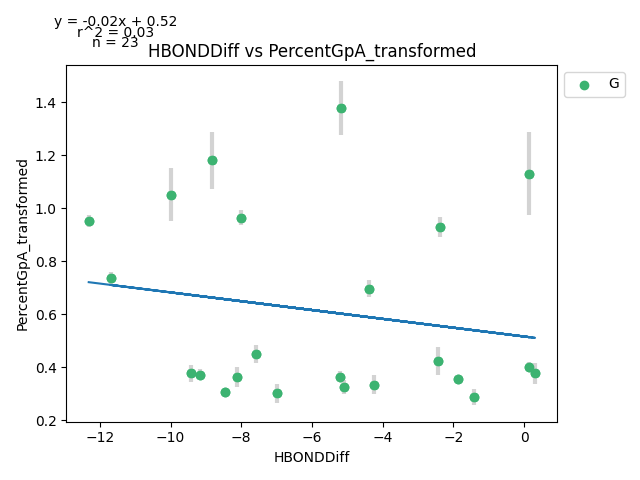 y = -0.02x + 0.52
r^2 = 0.03
n = 23
HBONDDiff vs PercentGpA_transformed
G
PercentGpA_transformed
1.4
1.2
1.0
0.8
0.6
0.4
0.2
−12 −10 −8 −6 −4 −2 0
HBONDDiff